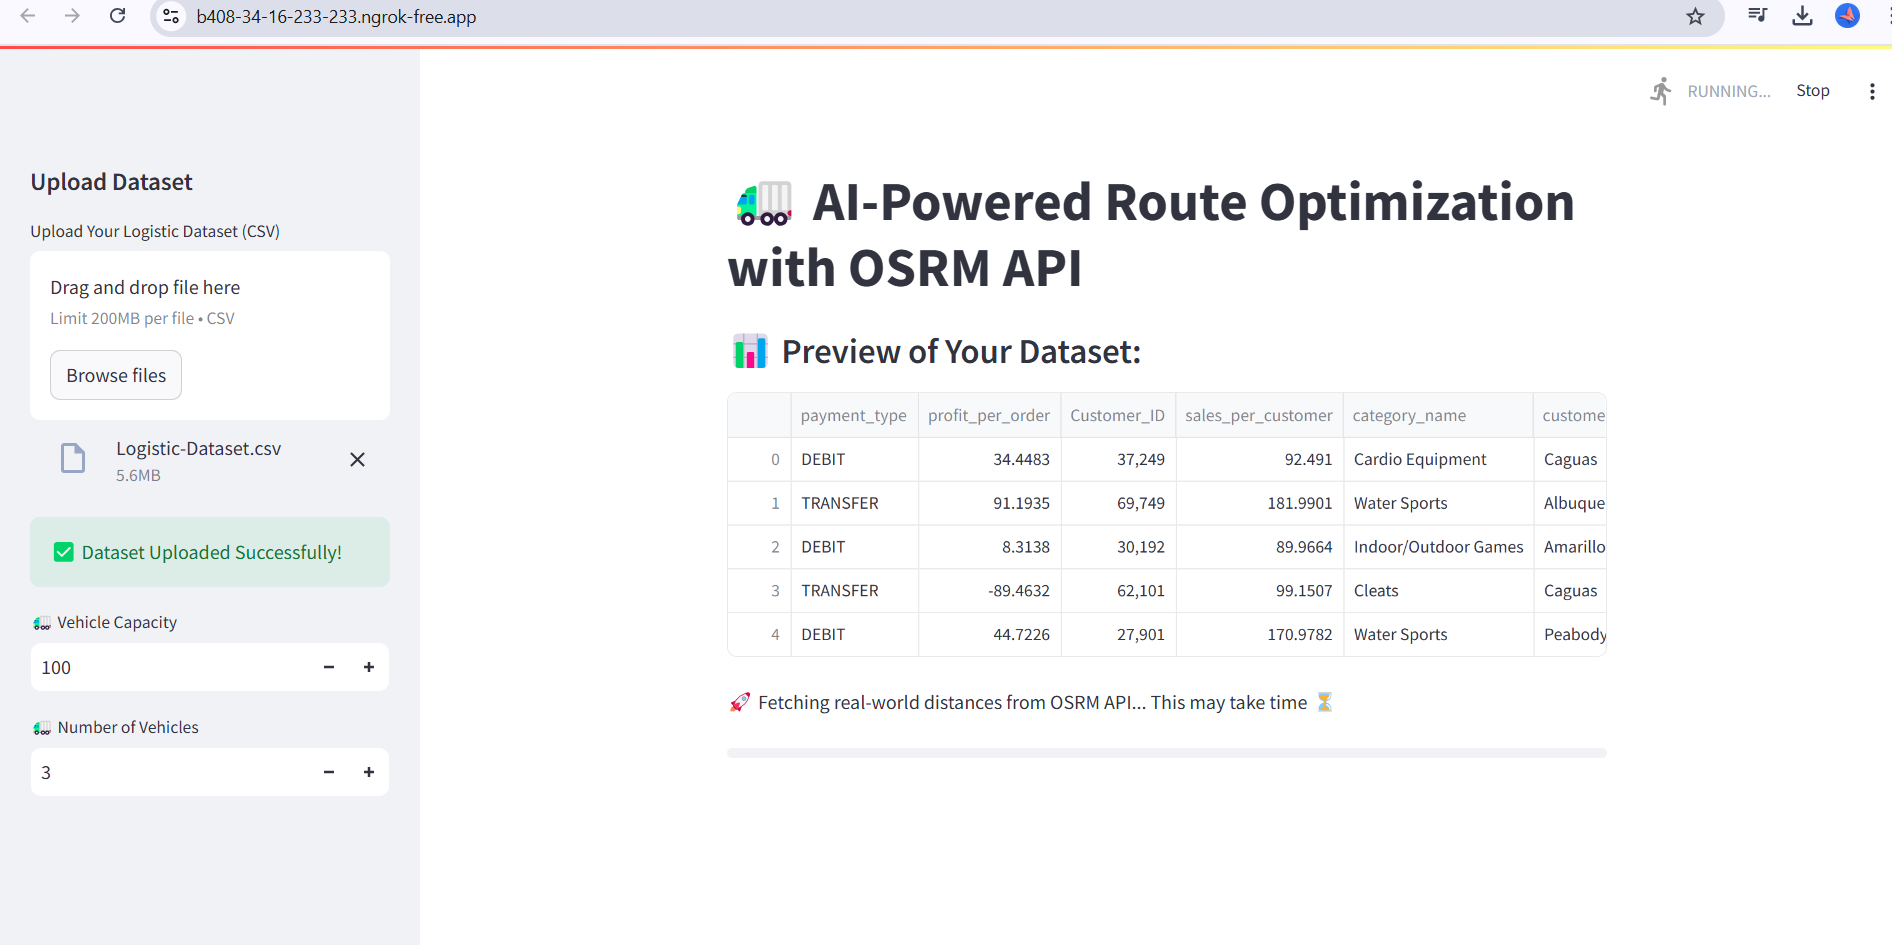 b408-34-16-233-233.ngrok-free.app
RUNNING... Stop
Upload Dataset
Upload Your Logistic Dataset (CSV)
Drag and drop file here
Limit 200MB per file • CSV
Browse files
Logistic-Dataset.csv
5.6MB
✅ Dataset Uploaded Successfully!
🚚 Vehicle Capacity
100
🚚 Number of Vehicles
3
🚚 AI-Powered Route Optimization
with OSRM API
📊 Preview of Your Dataset:
payment_type profit_per_order Customer_ID sales_per_customer category_name custome
0 DEBIT 34.4483 37,249 92.491 Cardio Equipment Caguas
1 TRANSFER 91.1935 69,749 181.9901 Water Sports Albuque
2 DEBIT 8.3138 30,192 89.9664 Indoor/Outdoor Games Amarillo
3 TRANSFER -89.4632 62,101 99.1507 Cleats Caguas
4 DEBIT 44.7226 27,901 170.9782 Water Sports Peabody
🚀 Fetching real-world distances from OSRM API... This may take time ⏳